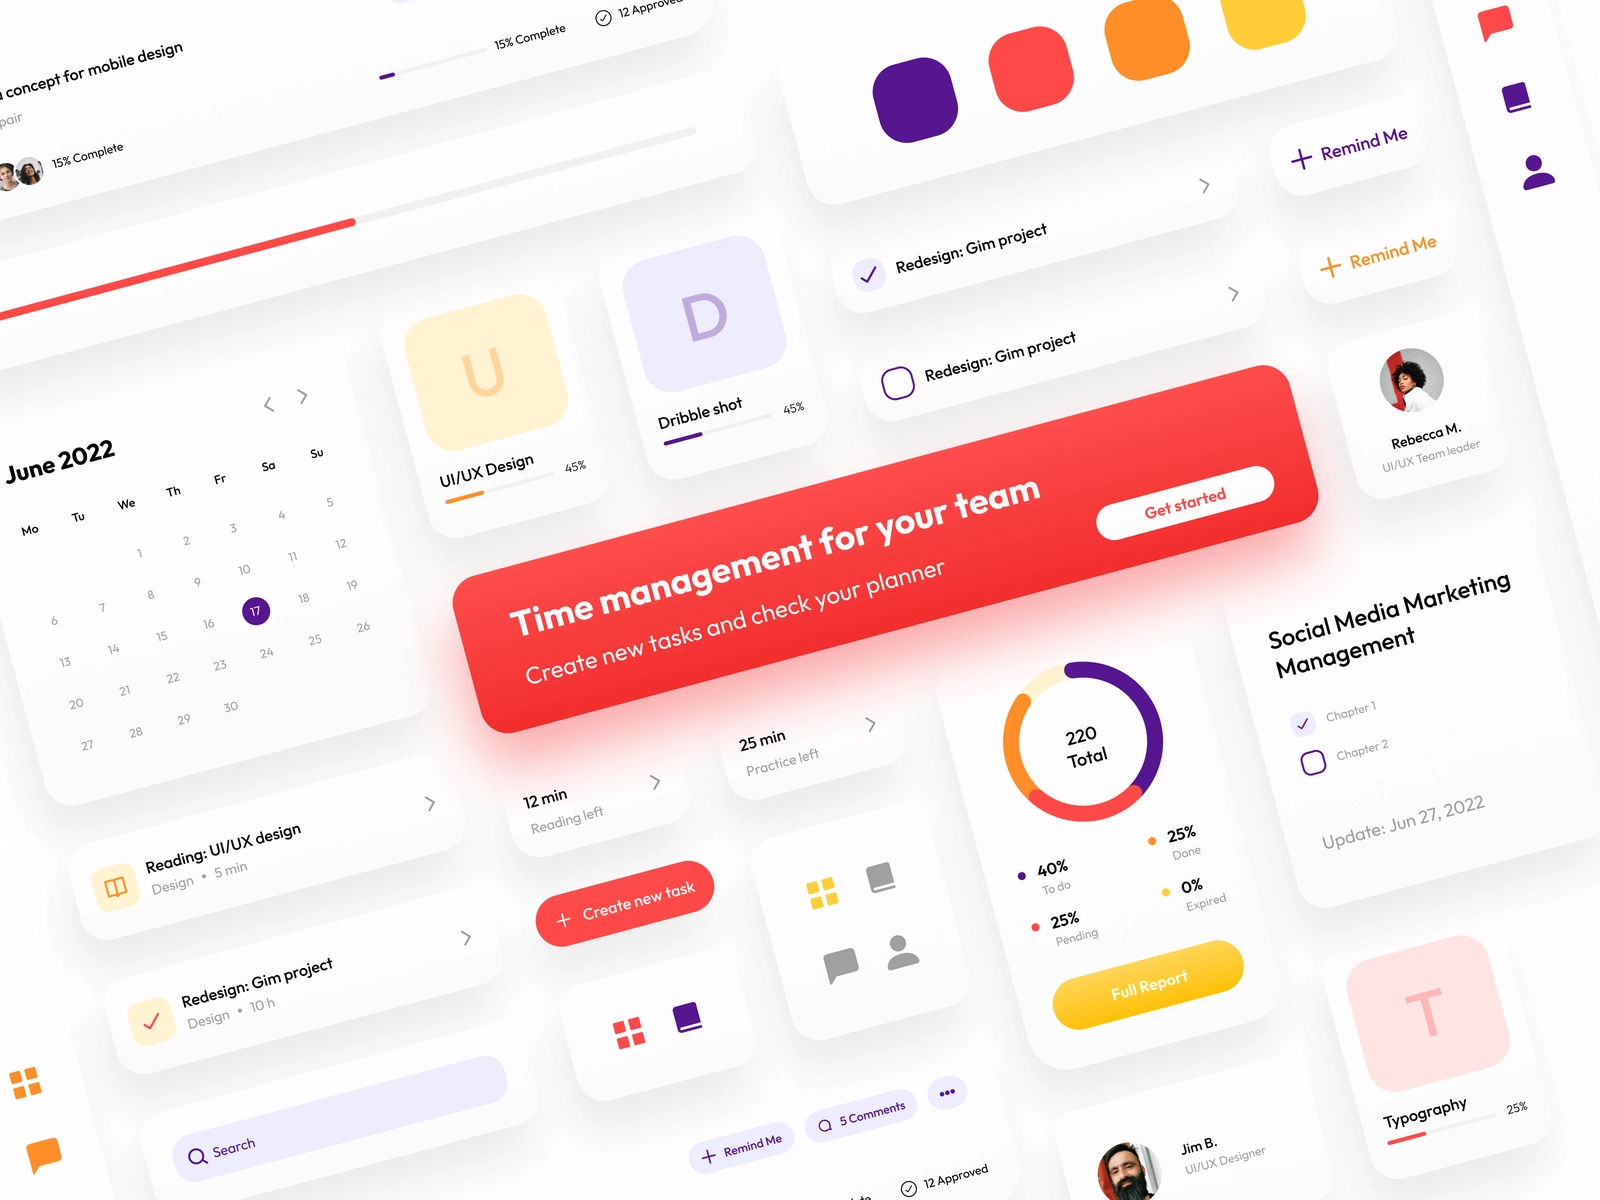 concept for mobile design
pair
15% Complete
15% Complete
12 Approved
Remind Me
Remind Me
Redesign: Gim project
Redesign: Gim project
U
UI/UX Design
45%
D
Dribble shot
45%
June 2022
Mo Tu We Th Fr Sa Su
1 2 3 4 5
6 7 8 9 10 11 12
13 14 15 16 17 18 19
20 21 22 23 24 25 26
27 28 29 30
Time management for your team
Create new tasks and check your planner
Get started
Rebecca M.
UI/UX Team leader
Social Media Marketing
Management
Chapter 1
Chapter 2
Update: Jun 27, 2022
25 min
Practice left
12 min
Reading left
220
Total
40%
To do
25%
Done
25%
Pending
0%
Expired
Full Report
Reading: UI/UX design
Design • 5 min
Redesign: Gim project
Design • 10 h
Create new task
Search
Remind Me
5 Comments
12 Approved
Jim B.
UI/UX Designer
T
Typography
25%